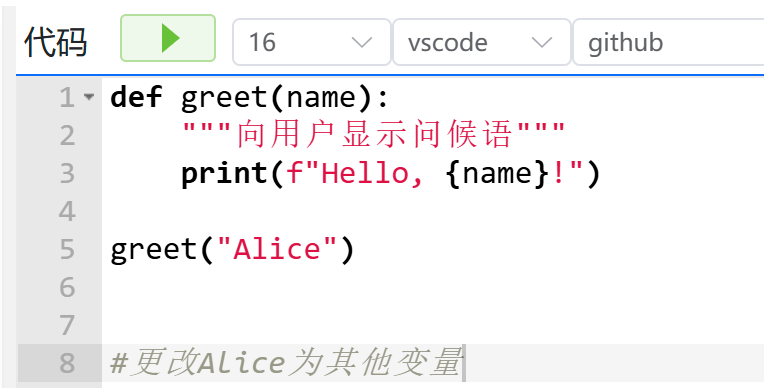 代码 16 vscode github
1 def greet(name):
2     """向用户显示问候语"""
3     print(f"Hello, {name}!")
4
5 greet("Alice")
6
7
8 #更改Alice为其他变量